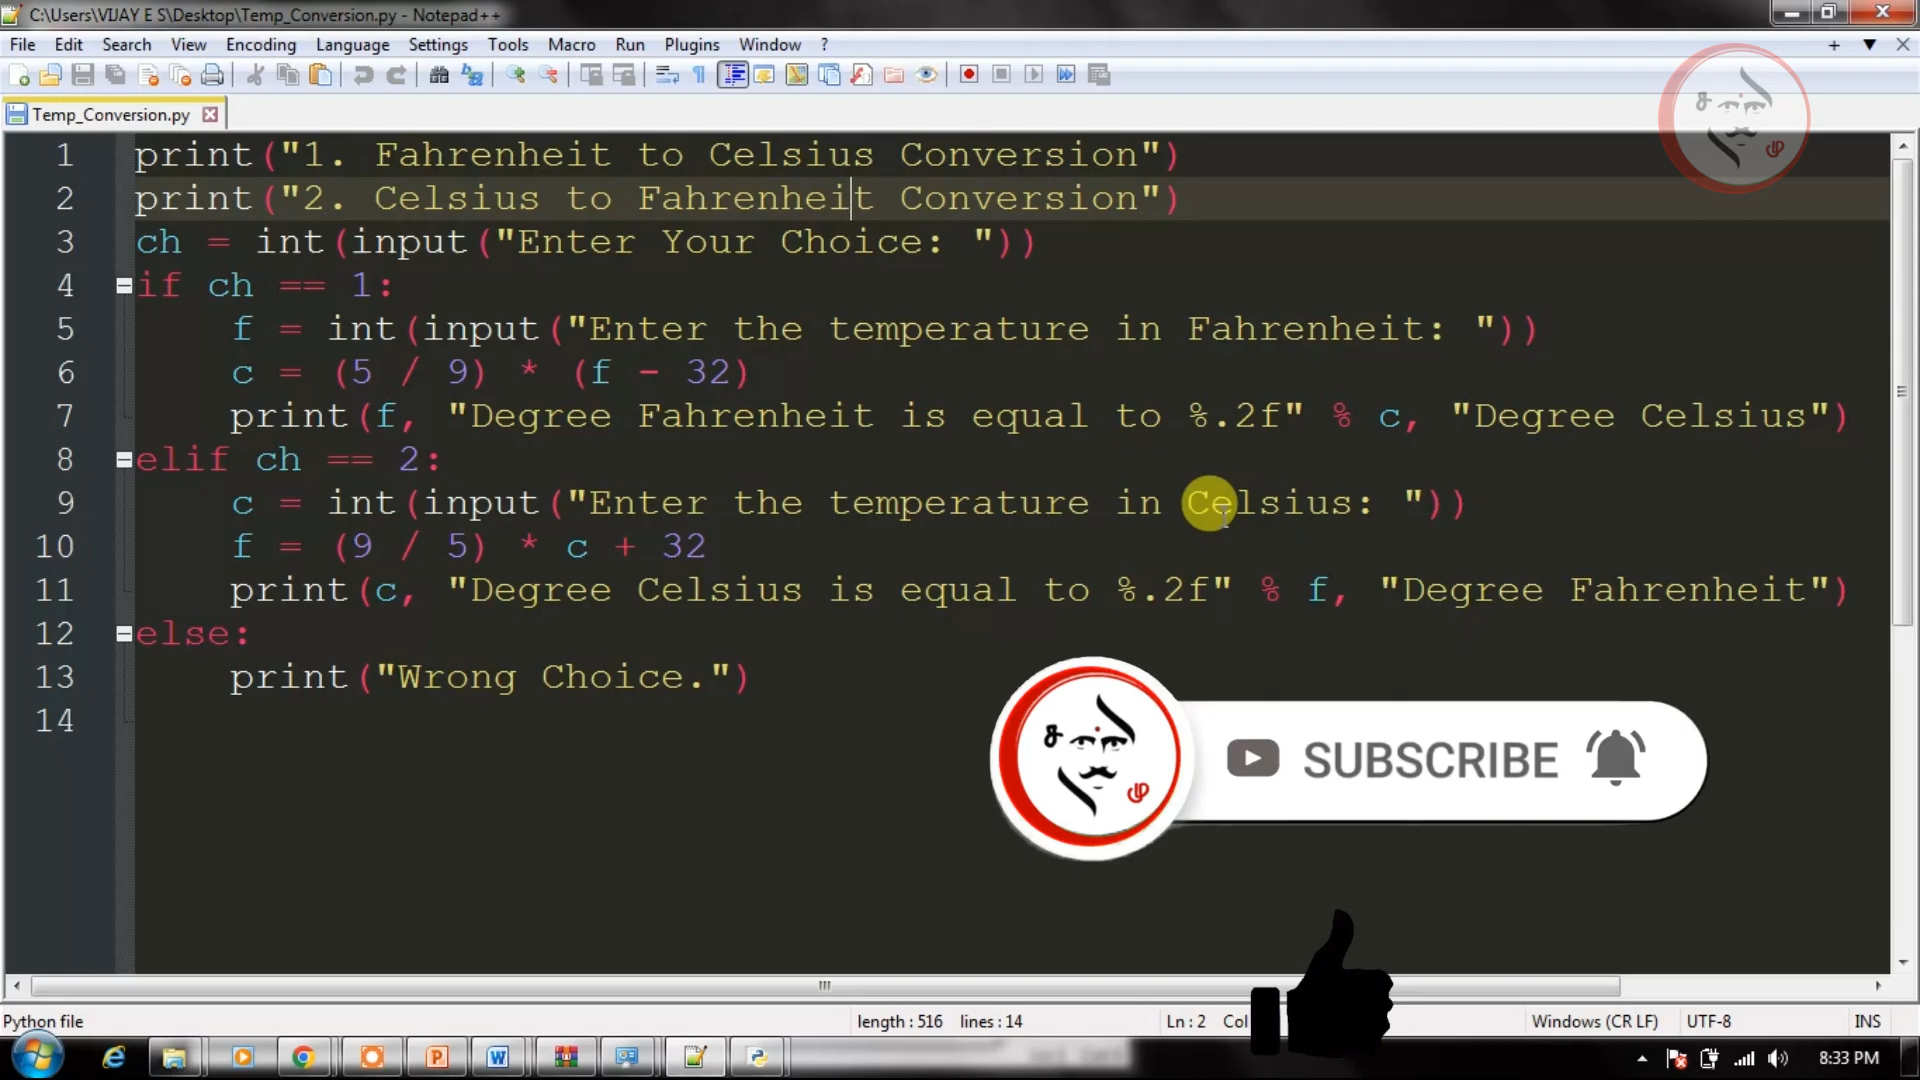 C:\Users\VIJAY E S\Desktop\Temp_Conversion.py - Notepad++
File Edit Search View Encoding Language Settings Tools Macro Run Plugins Window ?
Temp_Conversion.py
1 print("1. Fahrenheit to Celsius Conversion")
2 print("2. Celsius to Fahrenheit Conversion")
3 ch = int(input("Enter Your Choice: "))
4 if ch == 1:
5     f = int(input("Enter the temperature in Fahrenheit: "))
6     c = (5 / 9) * (f - 32)
7     print(f, "Degree Fahrenheit is equal to %.2f" % c, "Degree Celsius")
8 elif ch == 2:
9     c = int(input("Enter the temperature in Celsius: "))
10     f = (9 / 5) * c + 32
11     print(c, "Degree Celsius is equal to %.2f" % f, "Degree Fahrenheit")
12 else:
13     print("Wrong Choice.")
14
SUBSCRIBE
Python file length : 516 lines : 14 Ln : 2 Col Windows (CR LF) UTF-8 INS
8:33 PM